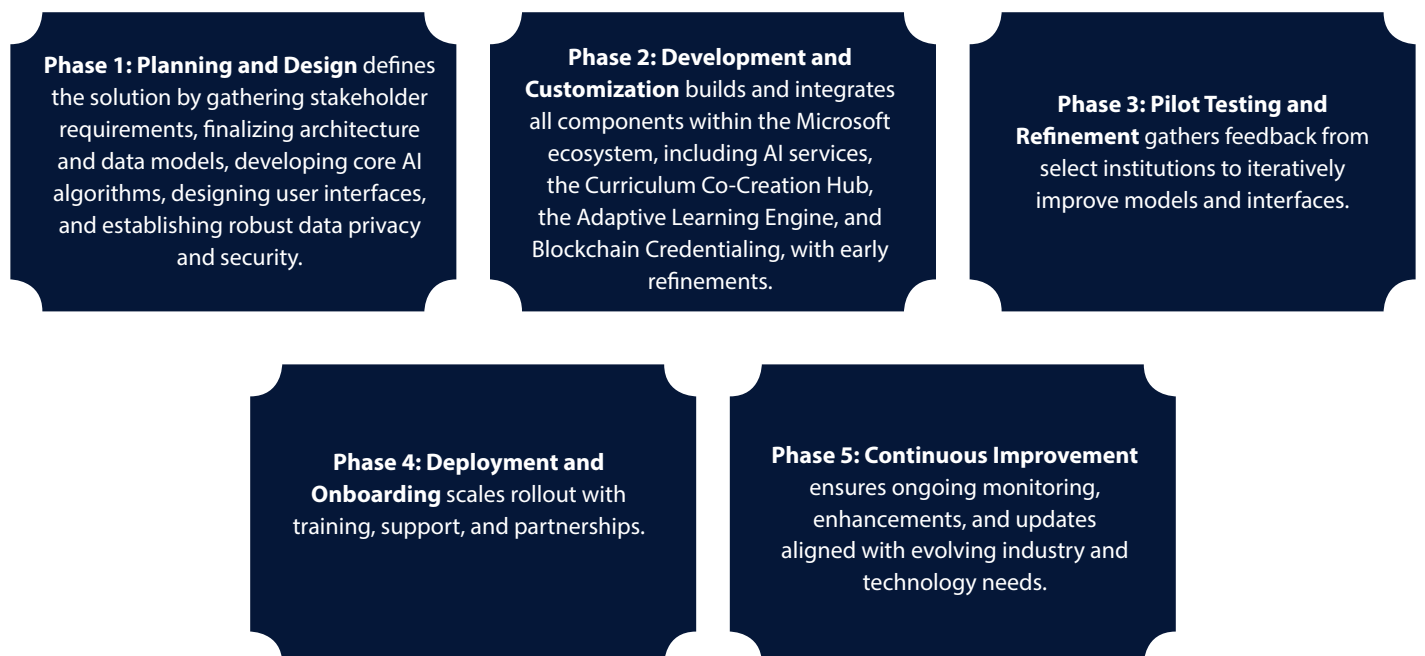 Phase 1: Planning and Design defines
the solution by gathering stakeholder
requirements, finalizing architecture
and data models, developing core AI
algorithms, designing user interfaces,
and establishing robust data privacy
and security.
Phase 2: Development and
Customization builds and integrates
all components within the Microsoft
ecosystem, including AI services,
the Curriculum Co-Creation Hub,
the Adaptive Learning Engine, and
Blockchain Credentialing, with early
refinements.
Phase 3: Pilot Testing and
Refinement gathers feedback from
select institutions to iteratively
improve models and interfaces.
Phase 4: Deployment and
Onboarding scales rollout with
training, support, and partnerships.
Phase 5: Continuous Improvement
ensures ongoing monitoring,
enhancements, and updates
aligned with evolving industry and
technology needs.